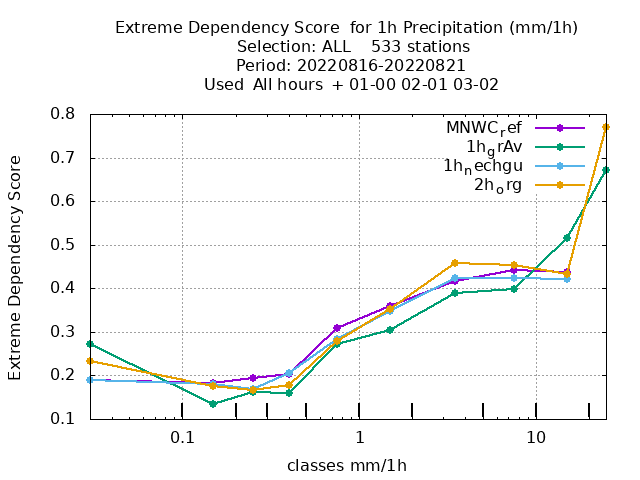 Extreme Dependency Score  for 1h Precipitation (mm/1h)
Selection: ALL    533 stations
Period: 20220816-20220821
Used  All hours  + 01-00 02-01 03-02
0.8
0.7
0.6
0.5
0.4
0.3
0.2
0.1
Extreme Dependency Score
MNWC_ref
1h_grAv
1h_nechgu
2h_org
0.1
1
10
classes mm/1h